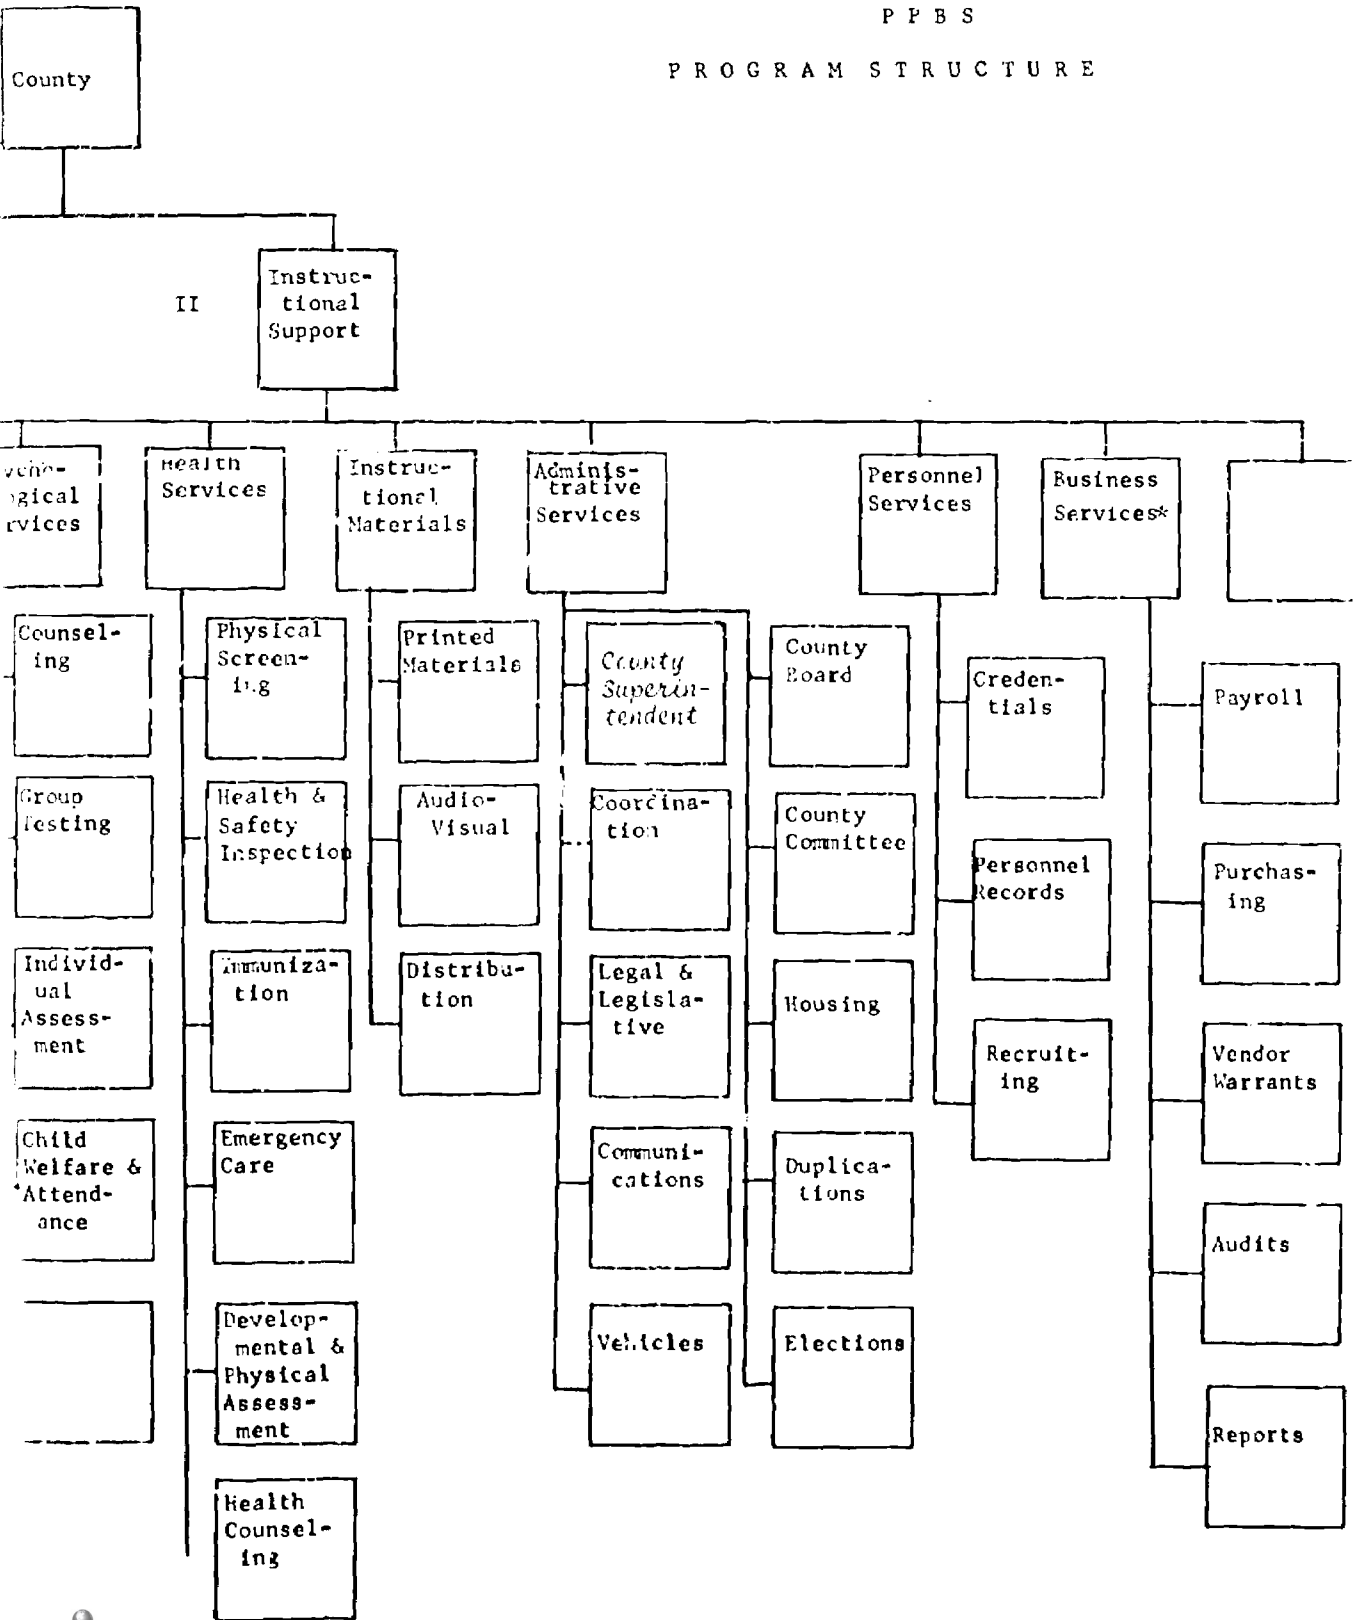 P P B S
P R O G R A M  S T R U C T U R E
County
II
Instruc-
tional
Support
ogical
rvices
Health
Services
Instruc-
tional
Materials
Adminis-
trative
Services
Personnel
Services
Business
Services*
Counsel-
ing
Group
Testing
Individ-
ual
Assess-
ment
Child
Welfare &
Attend-
ance
Physical
Screen-
ing
Health &
Safety
Inspection
Immuniza-
tion
Emergency
Care
Develop-
mental &
Physical
Assess-
ment
Health
Counsel-
ing
Printed
Materials
Audio-
Visual
Distribu-
tion
County
Superin-
tendent
Coordina-
tion
Legal &
Legisla-
tive
Communi-
cations
Vehicles
County
Board
County
Committee
Housing
Duplica-
tions
Elections
Creden-
tials
Personnel
Records
Recruit-
ing
Payroll
Purchas-
ing
Vendor
Warrants
Audits
Reports